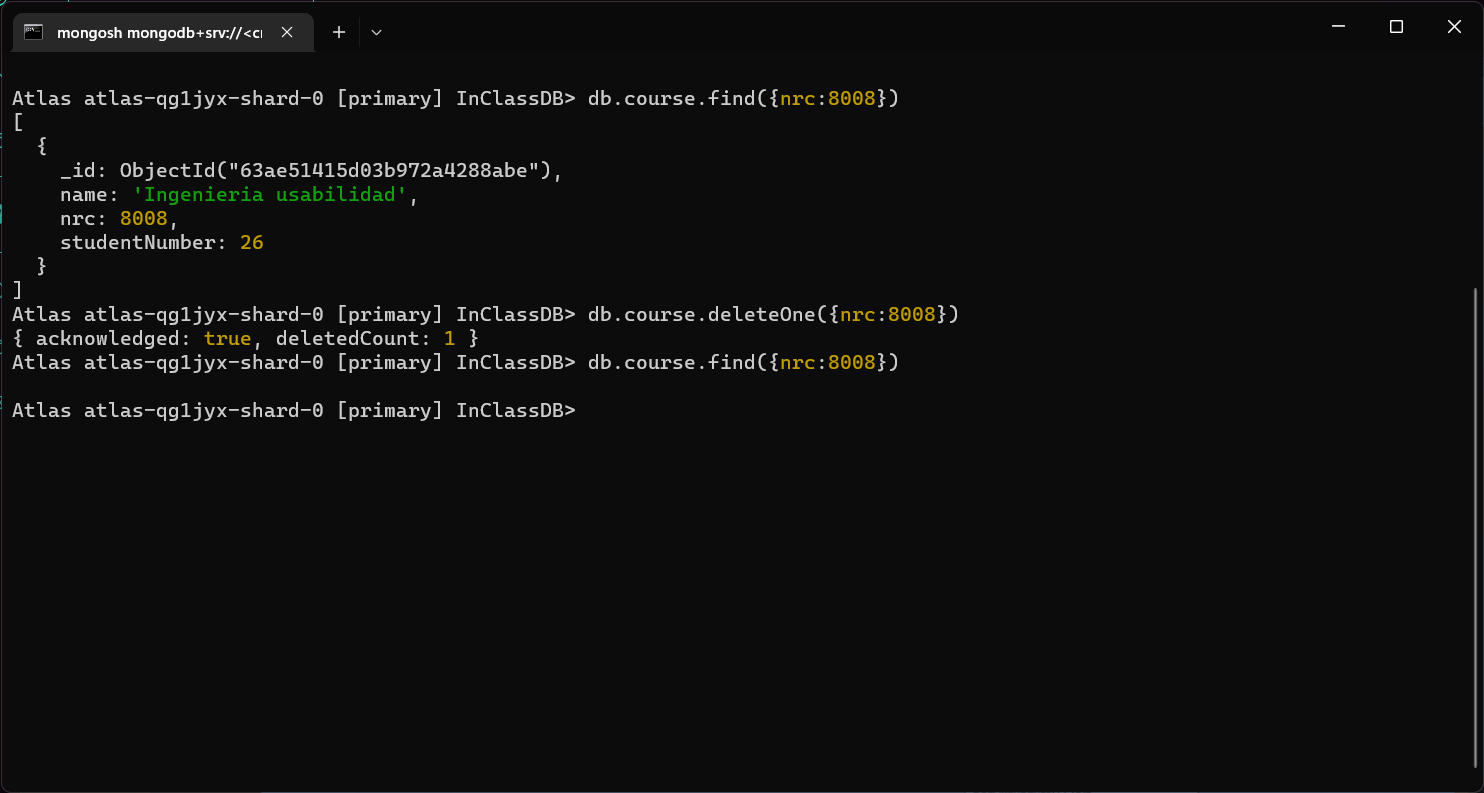 mongosh mongodb+srv://<cr
Atlas atlas-qg1jyx-shard-0 [primary] InClassDB> db.course.find({nrc:8008})
[
  {
    _id: ObjectId("63ae51415d03b972a4288abe"),
    name: 'Ingenieria usabilidad',
    nrc: 8008,
    studentNumber: 26
  }
]
Atlas atlas-qg1jyx-shard-0 [primary] InClassDB> db.course.deleteOne({nrc:8008})
{ acknowledged: true, deletedCount: 1 }
Atlas atlas-qg1jyx-shard-0 [primary] InClassDB> db.course.find({nrc:8008})
Atlas atlas-qg1jyx-shard-0 [primary] InClassDB>